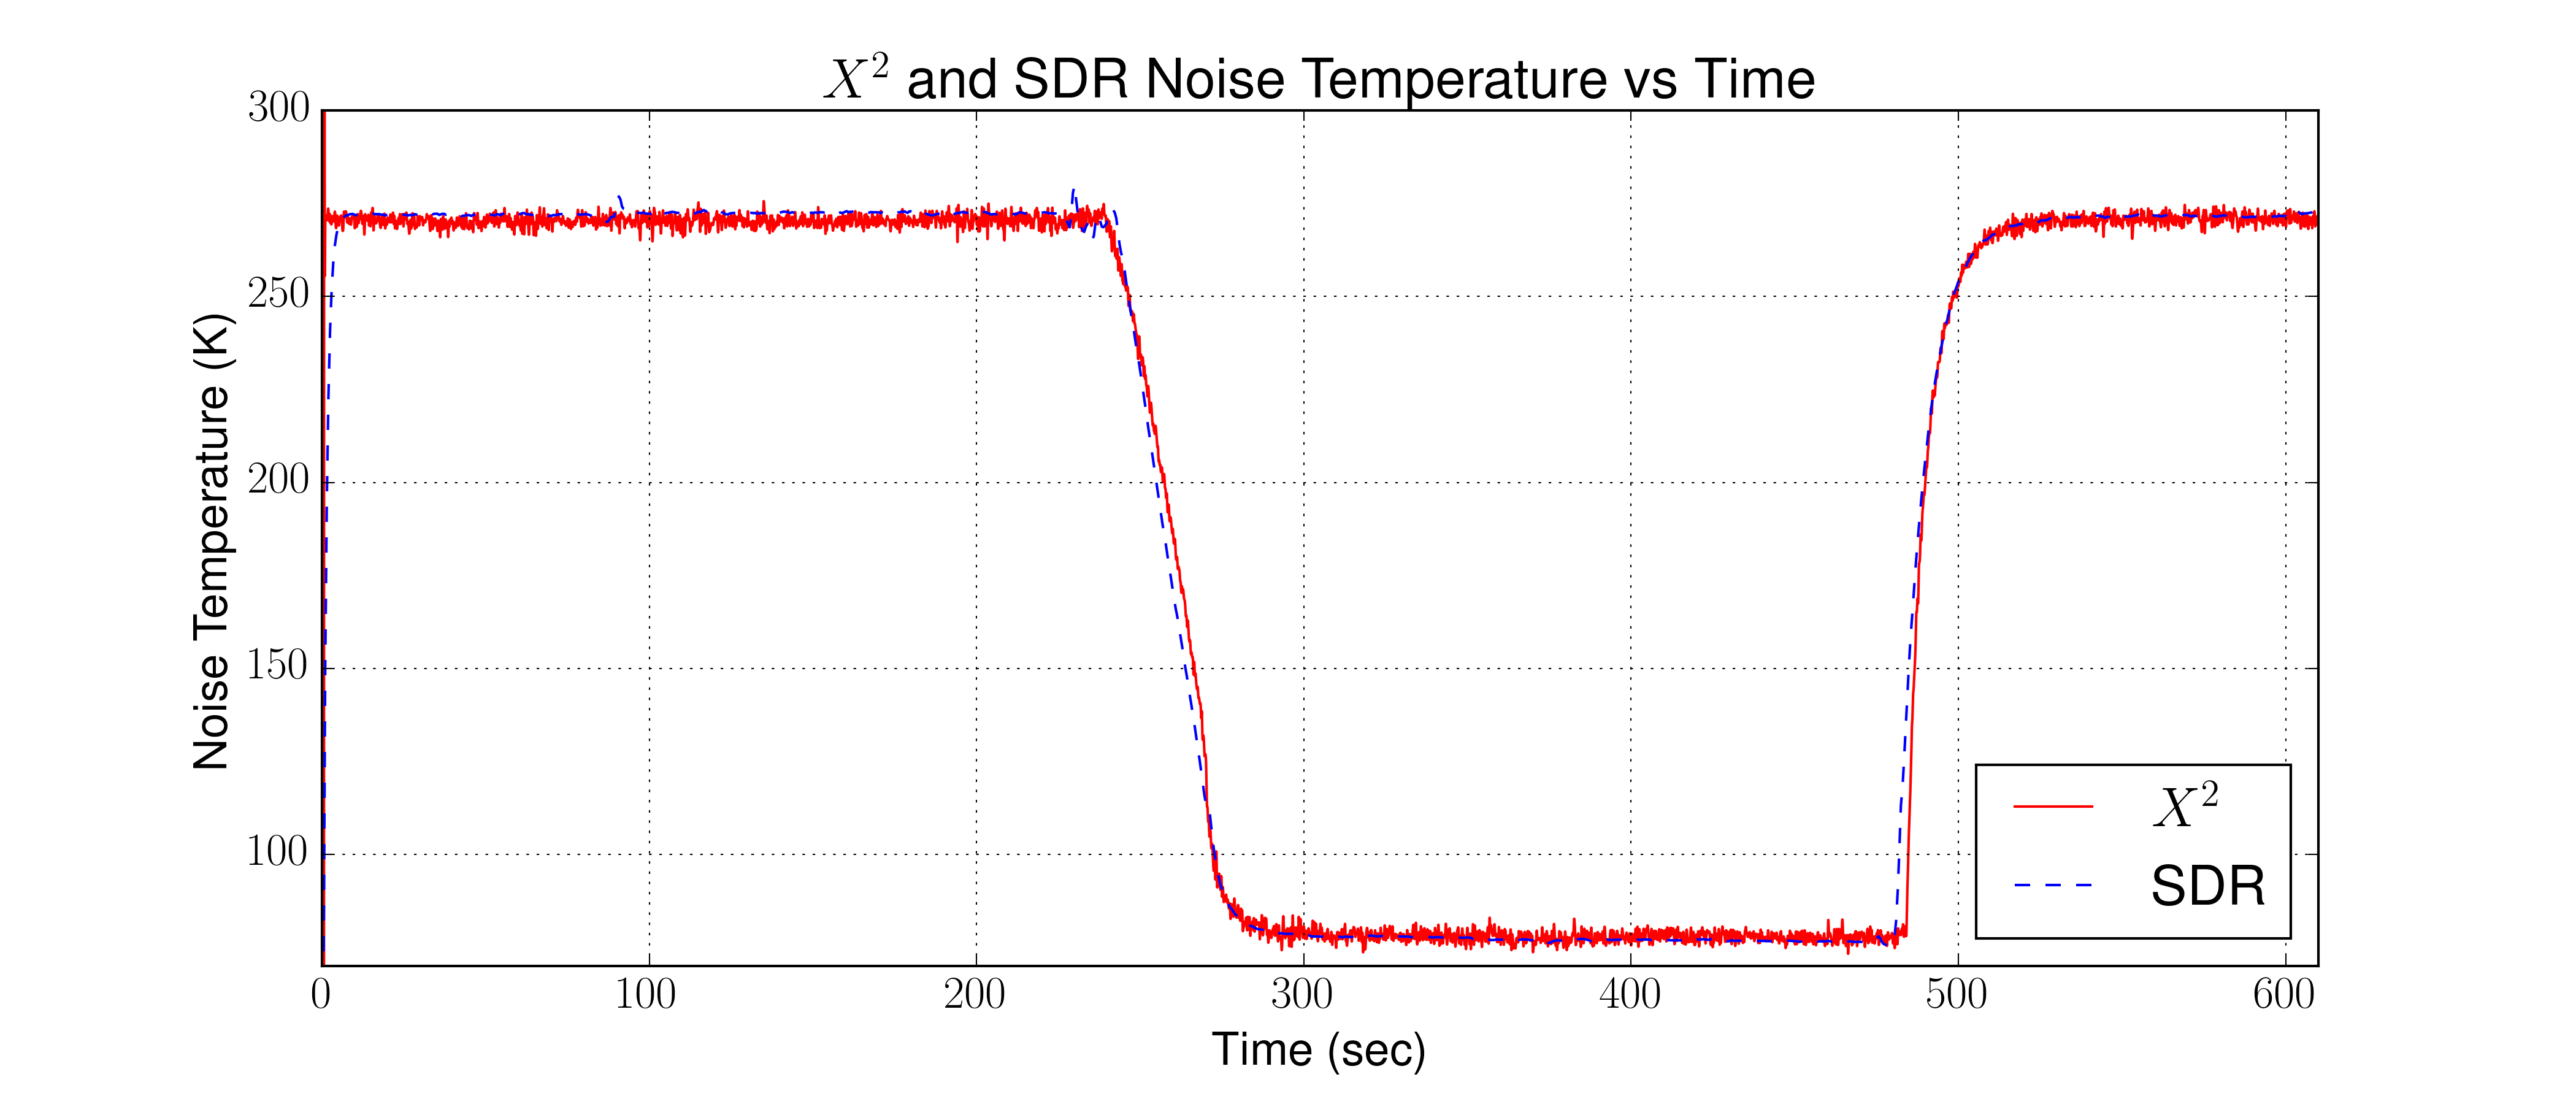 X² and SDR Noise Temperature vs Time
300
250
200
150
100
Noise Temperature (K)
0 100 200 300 400 500 600
Time (sec)
X²
SDR